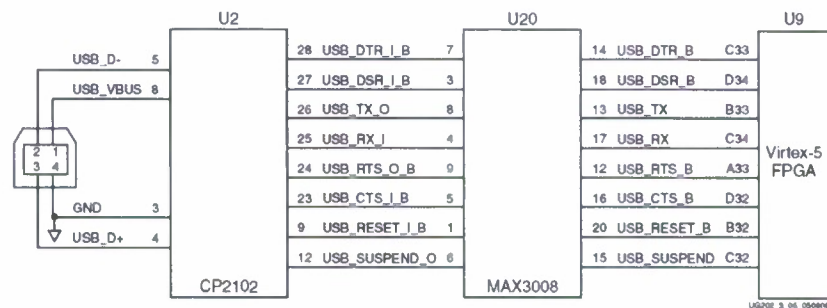 U2 U20 U9
28 USB_DTR_I_B 7 14 USB_DTR_B C33
USB_D- 5
27 USB_DSR_I_B 3 18 USB_DSR_B D34
USB_VBUS 8
26 USB_TX_O 8 13 USB_TX B33
25 USB_RX_I 4 17 USB_RX C34
2 1
Virtex-5
3 4
24 USB_RTS_O_B 9 12 USB_RTS_B A33
FPGA
23 USB_CTS_I_B 5 16 USB_CTS_B D32
GND 3
9 USB_RESET_I_B 1 20 USB_RESET_B B32
USB_D+ 4
12 USB_SUSPEND_O 6 15 USB_SUSPEND C32
CP2102 MAX3008